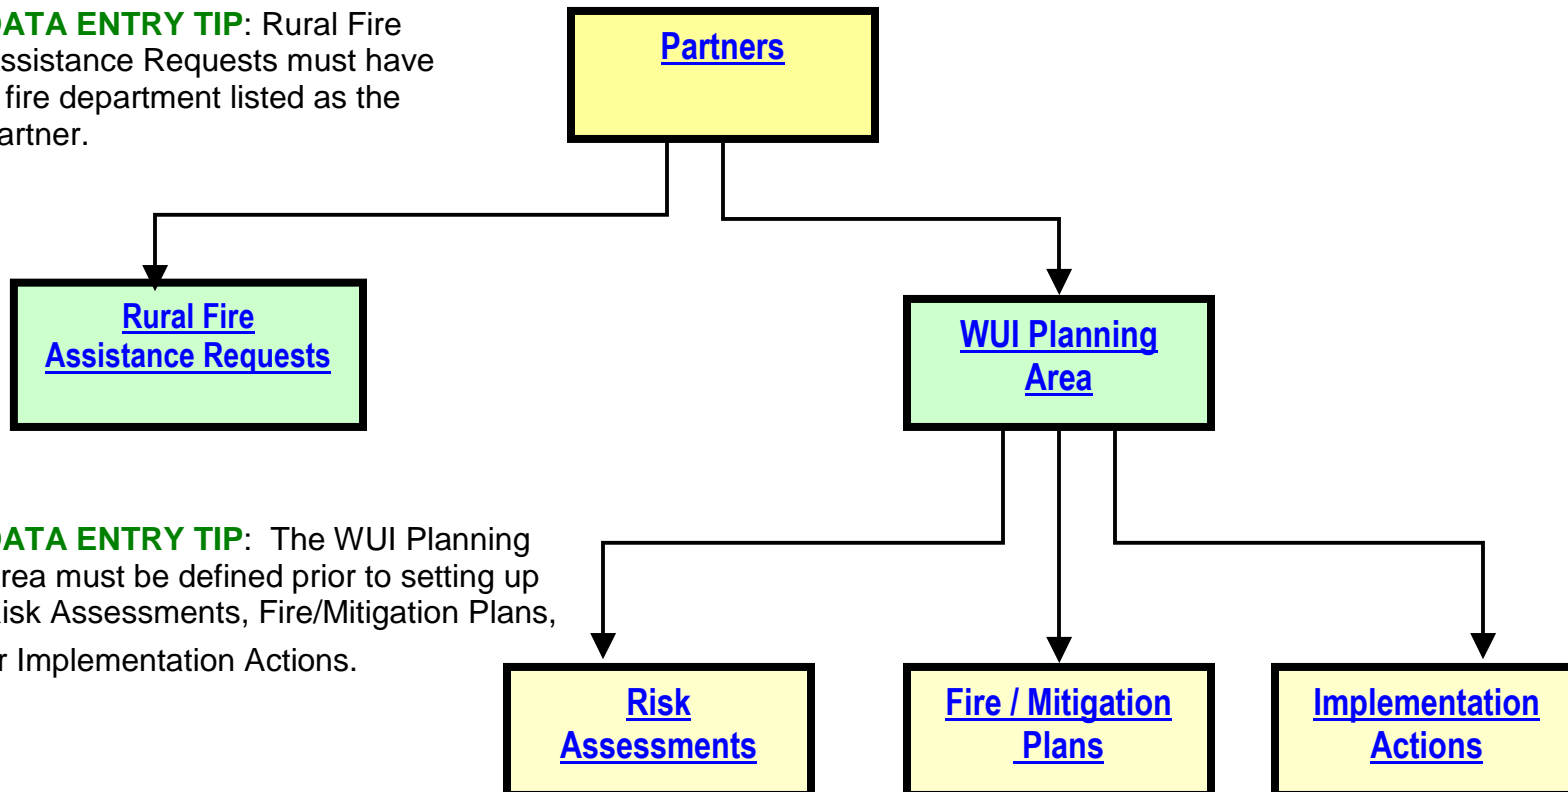 DATA ENTRY TIP: Rural Fire
ssistance Requests must have
fire department listed as the
artner.
Partners
Rural Fire
Assistance Requests
WUI Planning
Area
DATA ENTRY TIP:  The WUI Planning
rea must be defined prior to setting up
isk Assessments, Fire/Mitigation Plans,
r Implementation Actions.
Risk
Assessments
Fire / Mitigation
Plans
Implementation
Actions